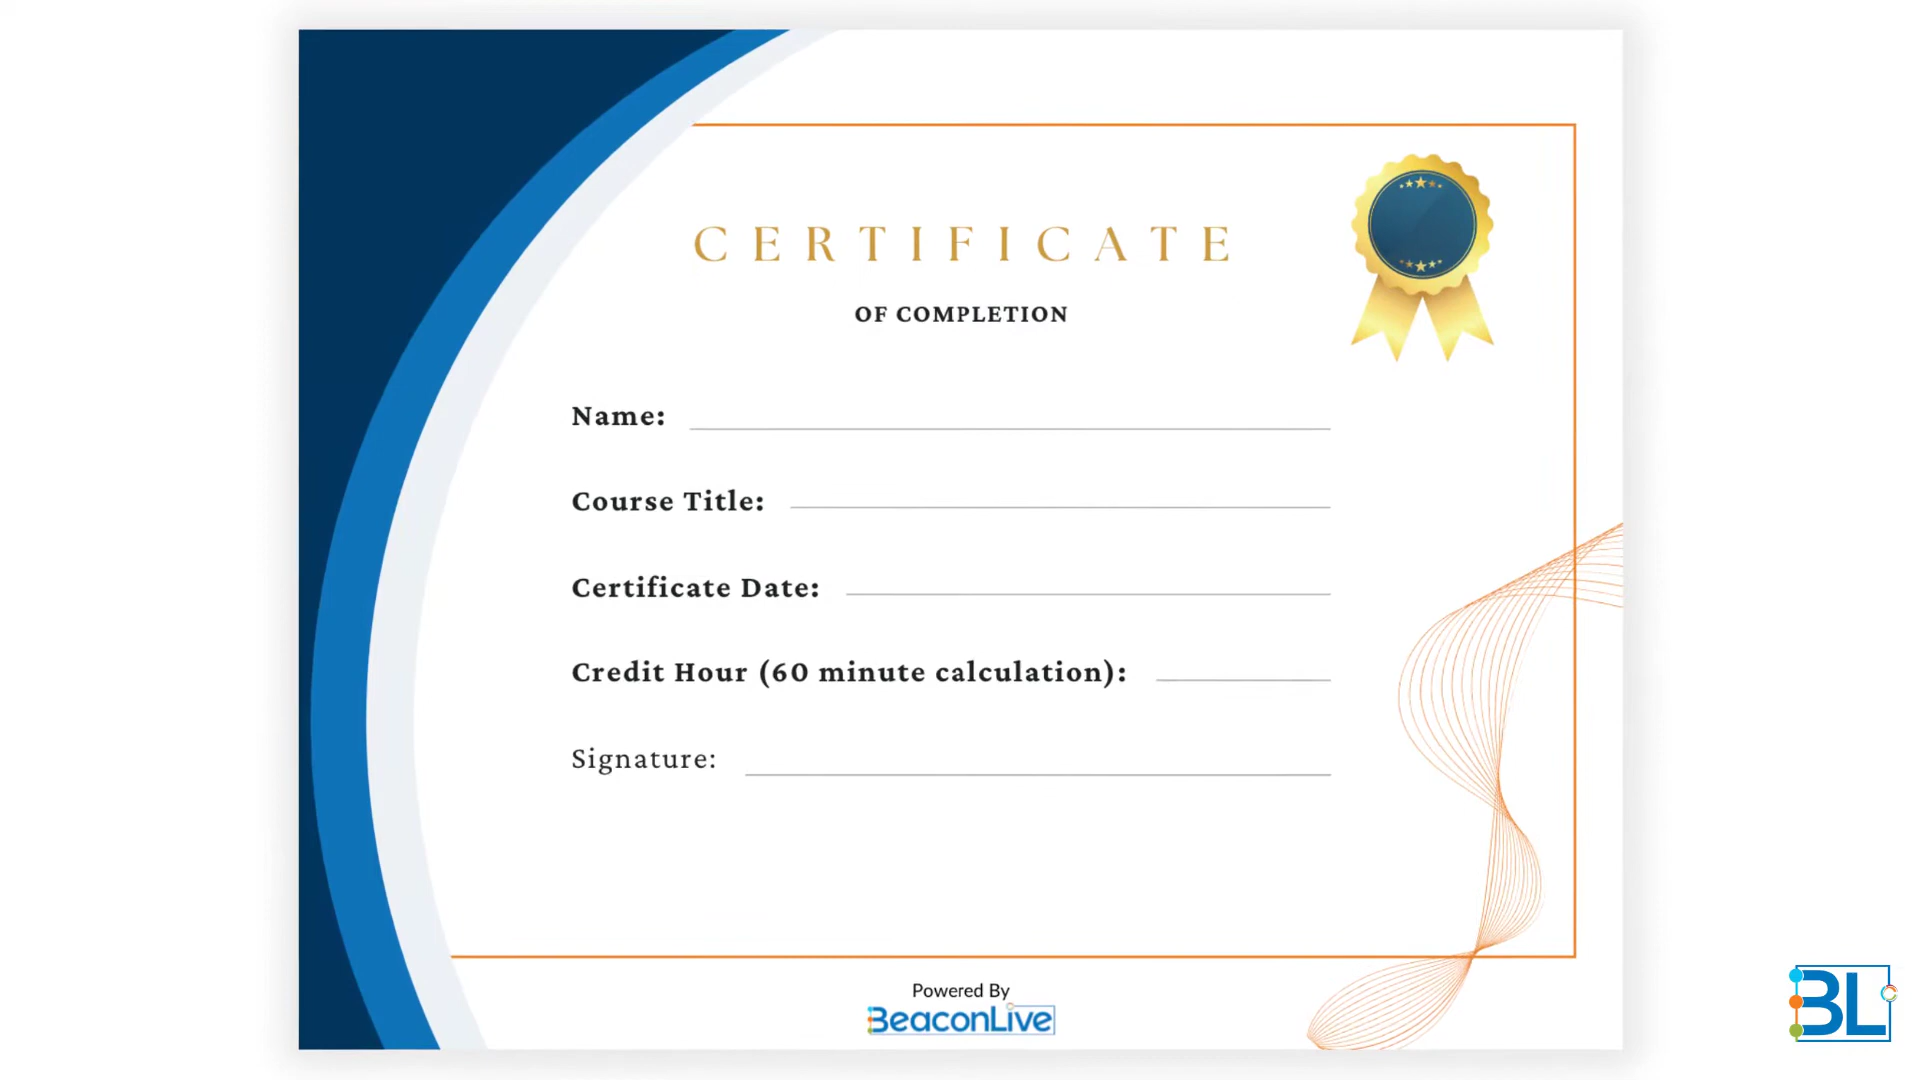 CERTIFICATE
OF COMPLETION
Name:
Course Title:
Certificate Date:
Credit Hour (60 minute calculation):
Signature:
Powered By
BeaconLive
BL